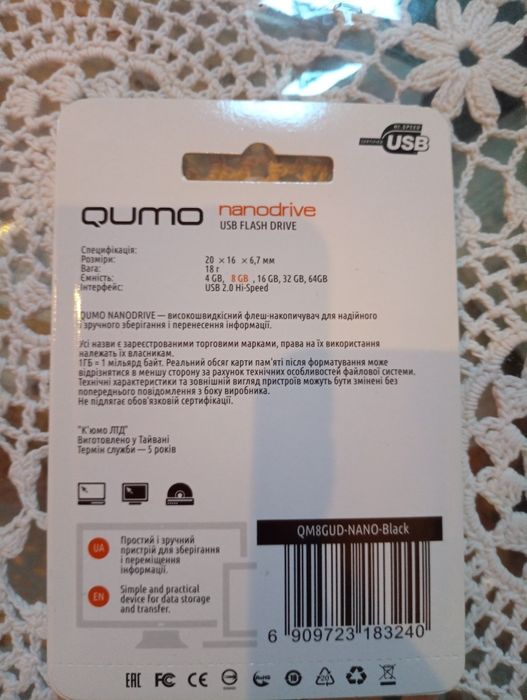 HI-SPEED
CERTIFIED USB
QUMO nanodrive
USB FLASH DRIVE
Специфікація:
Розміри: 20 ×16 ×6,7 мм
Вага: 18 г
Ємність: 4 GB, 8 GB , 16 GB, 32 GB, 64GB
Інтерфейс: USB 2.0 Hi-Speed
QUMO NANODRIVE — високошвидкісний флеш-накопичувач для надійного
і зручного зберігання і перенесення інформації.
Усі назви є зареєстрованими торговими марками, права на їх використання
належать їх власникам.
1ГБ = 1 мільярд байт. Реальний обсяг карти пам'яті після форматування може
відрізнятися в меншу сторону за рахунок технічних особливостей файлової системи.
Технічні характеристики та зовнішній вигляд пристроїв можуть бути змінені без
попереднього повідомлення з боку виробника.
Не підлягає обов'язковій сертифікації.
"К'юмо ЛТД"
Виготовлено у Тайвані
Термін служби — 5 років
UA
Простий і зручний
пристрій для зберігання
і переміщення
інформації.
EN
Simple and practical
device for data storage
and transfer.
QM8GUD-NANO-Black
6 909723 183240
EAC FC CE